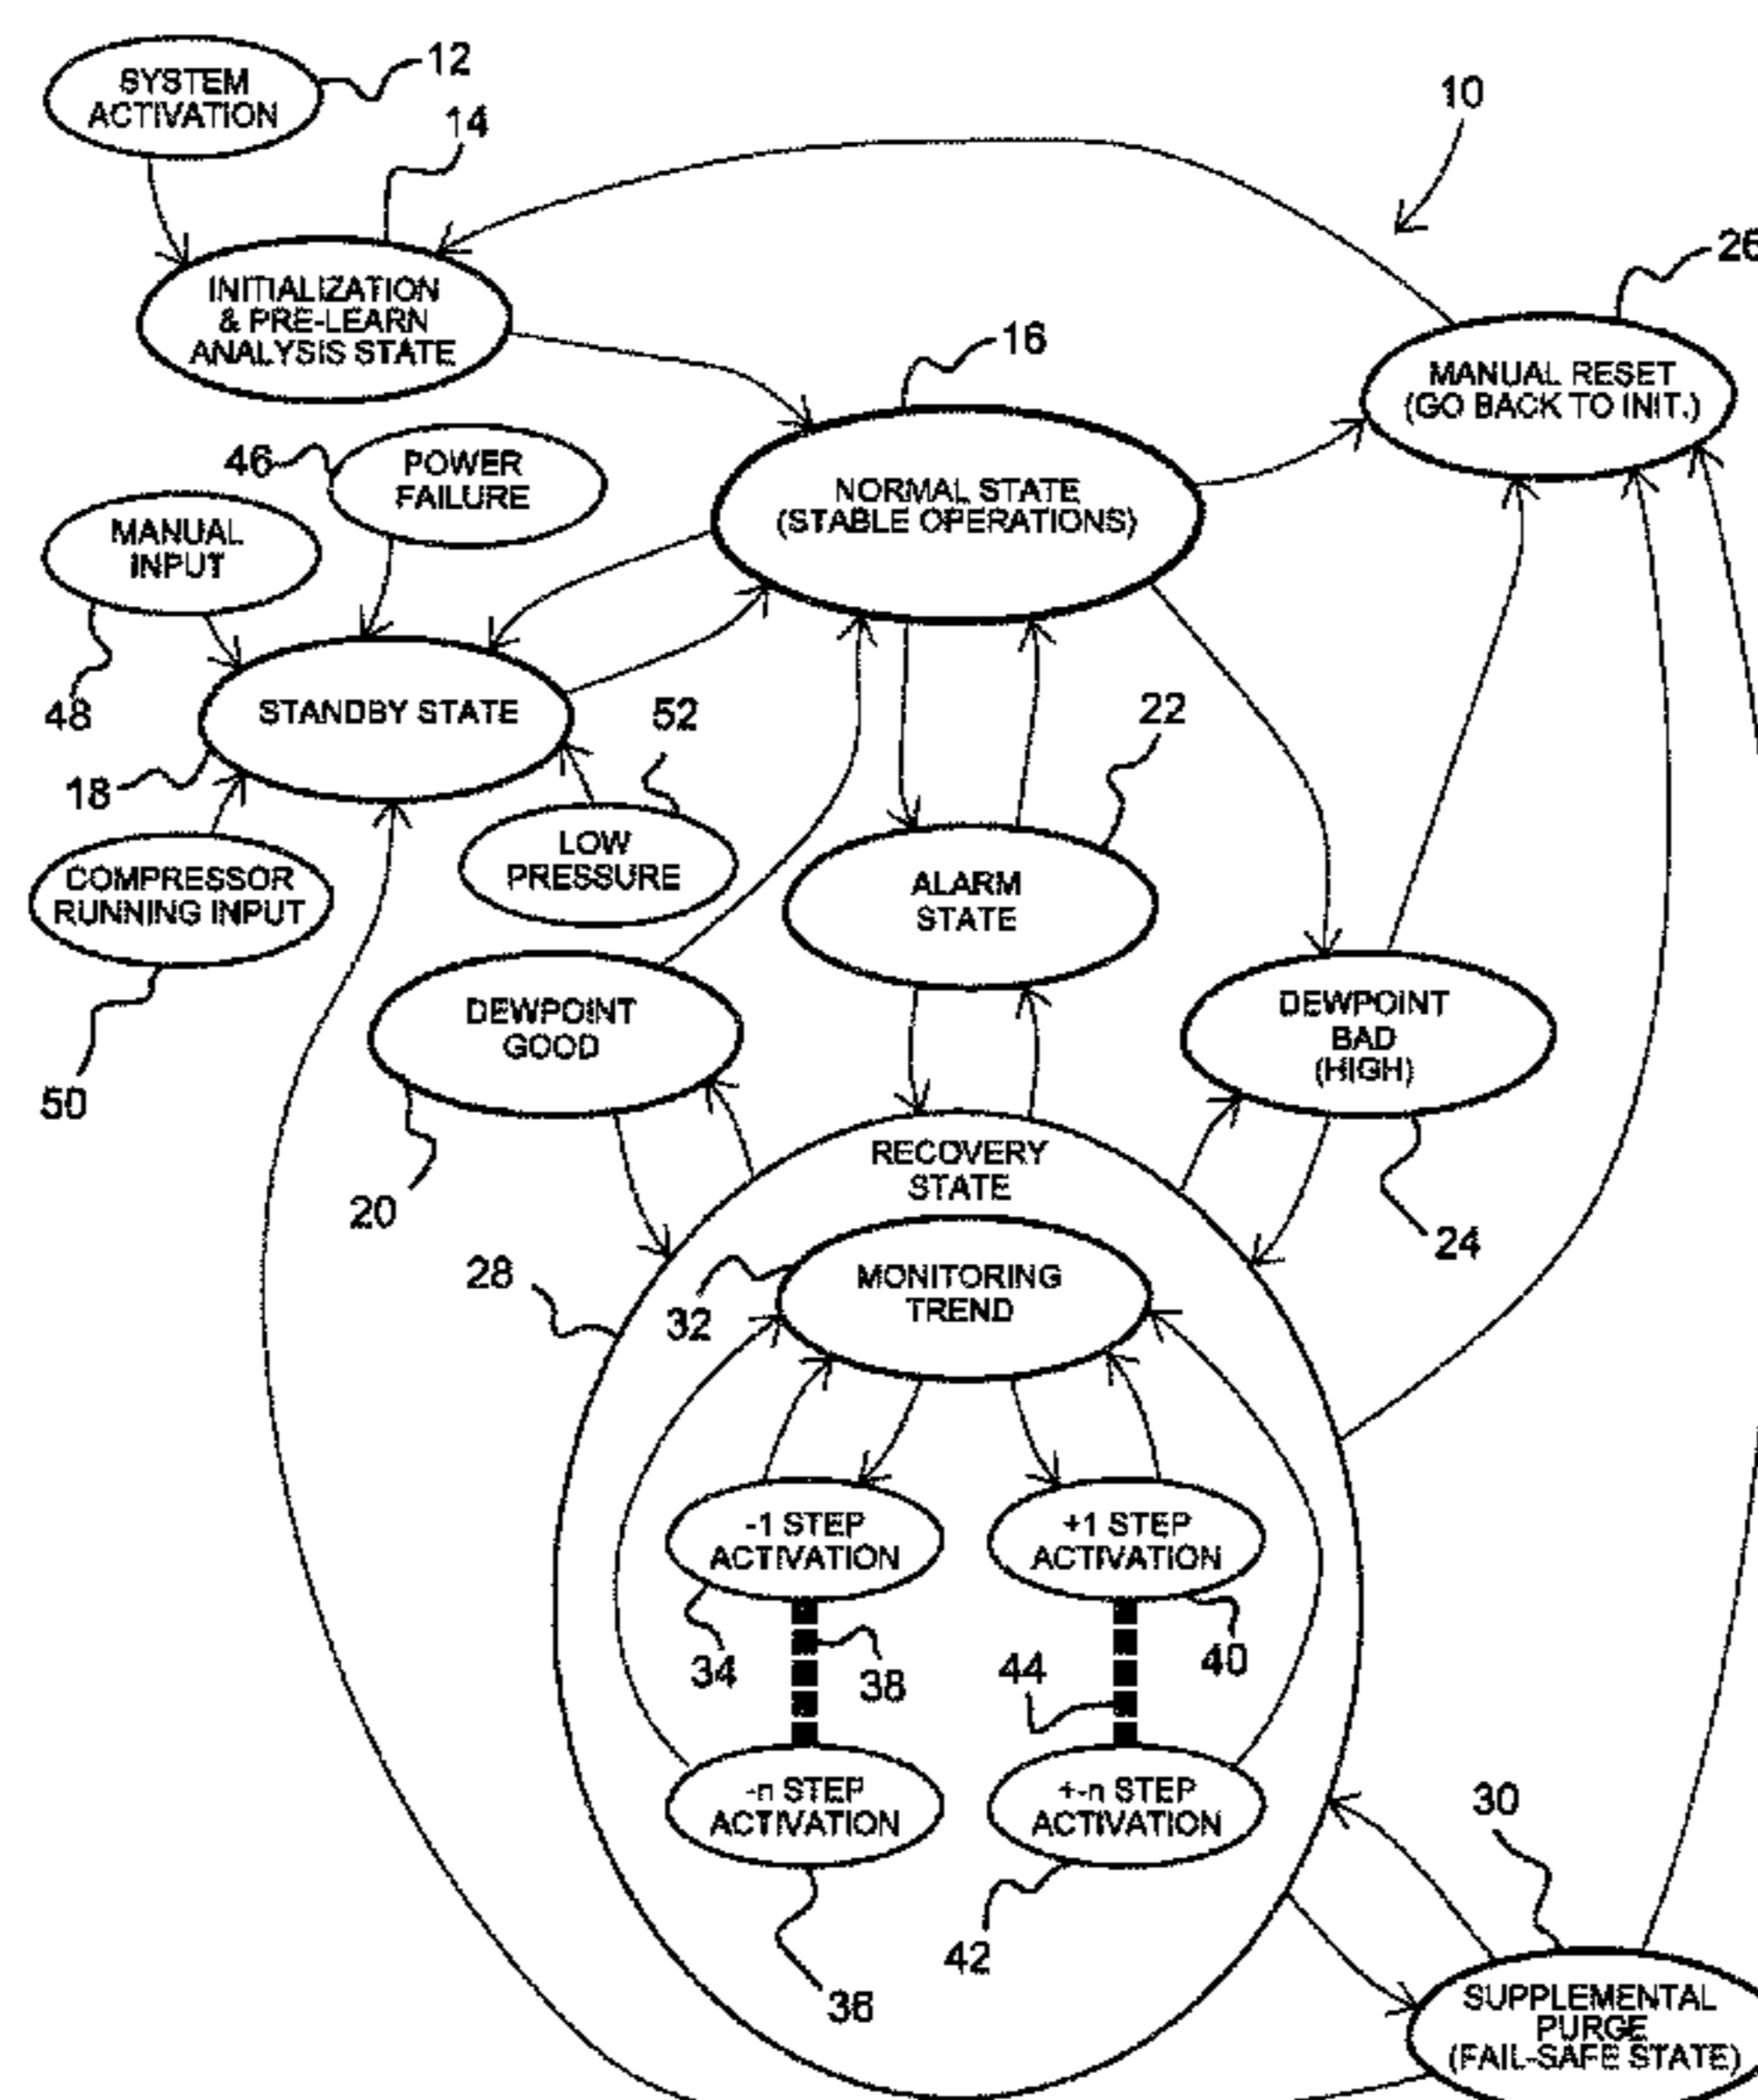 SYSTEM
ACTIVATION
12
14
10
26
INITIALIZATION
& PRE-LEARN
ANALYSIS STATE
16
MANUAL RESET
(GO BACK TO INIT.)
46
POWER
FAILURE
NORMAL STATE
(STABLE OPERATIONS)
MANUAL
INPUT
48
STANDBY STATE
52
22
18
LOW
PRESSURE
COMPRESSOR
RUNNING INPUT
ALARM
STATE
50
DEWPOINT
GOOD
DEWPOINT
BAD
(HIGH)
20
RECOVERY
STATE
24
28
32
MONITORING
TREND
-1 STEP
ACTIVATION
+1 STEP
ACTIVATION
34
38
44
40
-n STEP
ACTIVATION
+-n STEP
ACTIVATION
30
42
36
SUPPLEMENTAL
PURGE
(FAIL-SAFE STATE)